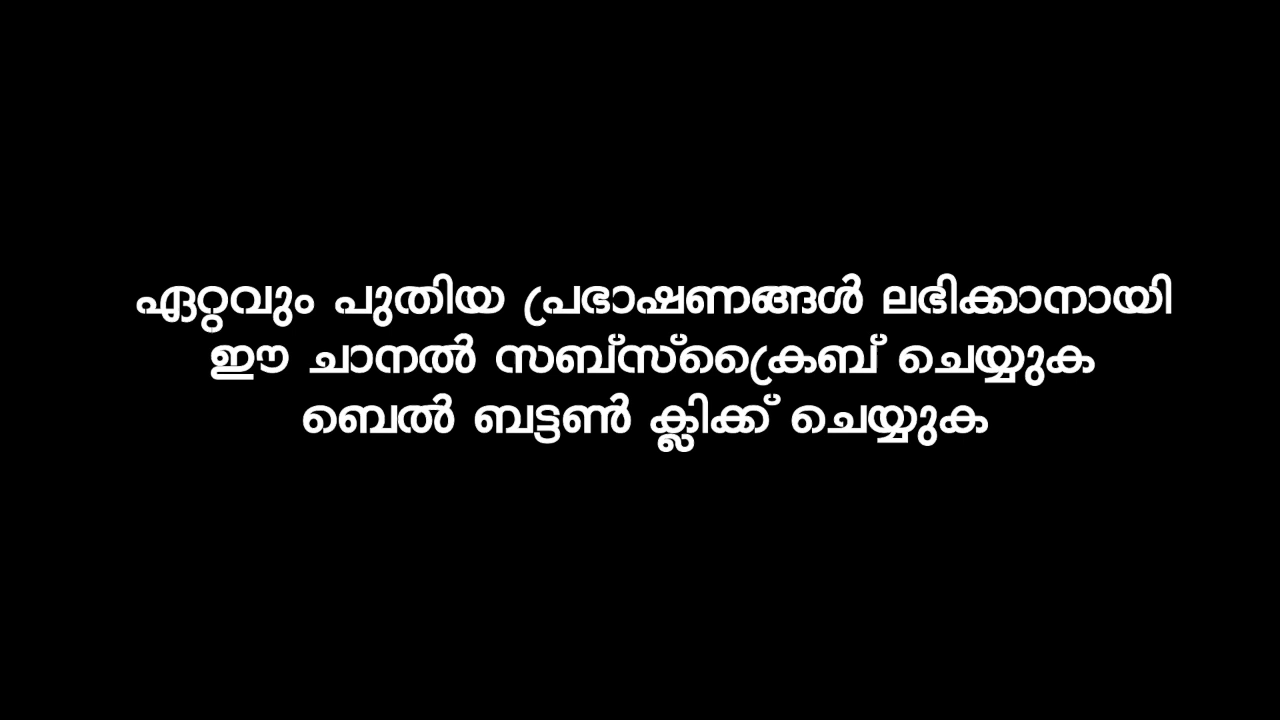 ഏറ്റവും പുതിയ പ്രഭാഷണങ്ങൾ ലഭിക്കാനായി
ഈ ചാനൽ സബ്സ്ക്രൈബ് ചെയ്യുക
ബെൽ ബട്ടൺ ക്ലിക്ക് ചെയ്യുക